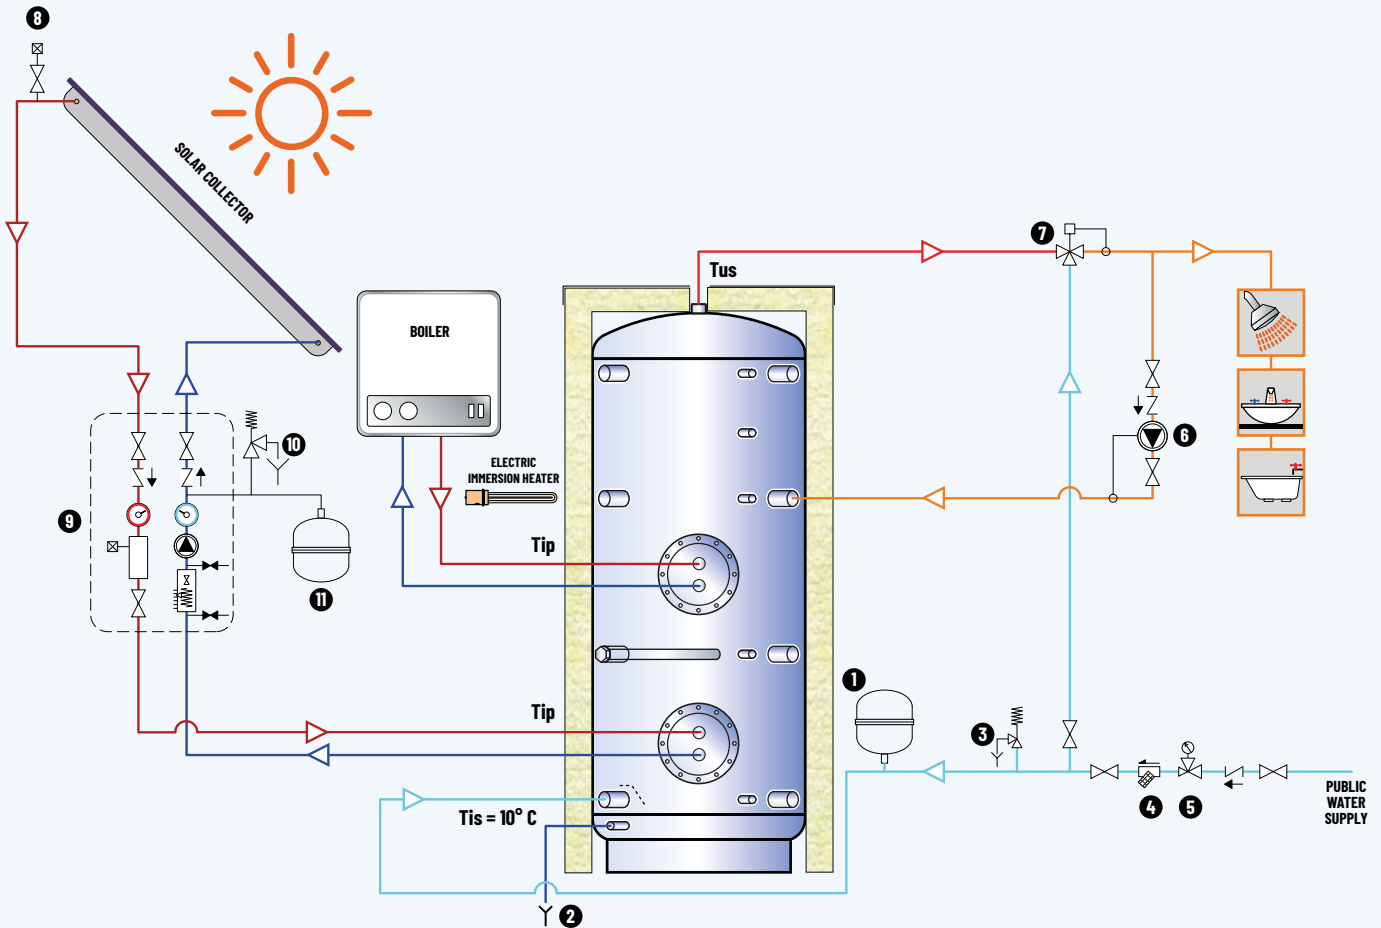 8
SOLAR COLLECTOR
7
Tus
BOILER
6
10
ELECTRIC
IMMERSION HEATER
9
Tip
11
1
Tip
3
4
5
PUBLIC
WATER
SUPPLY
Tis = 10° C
2